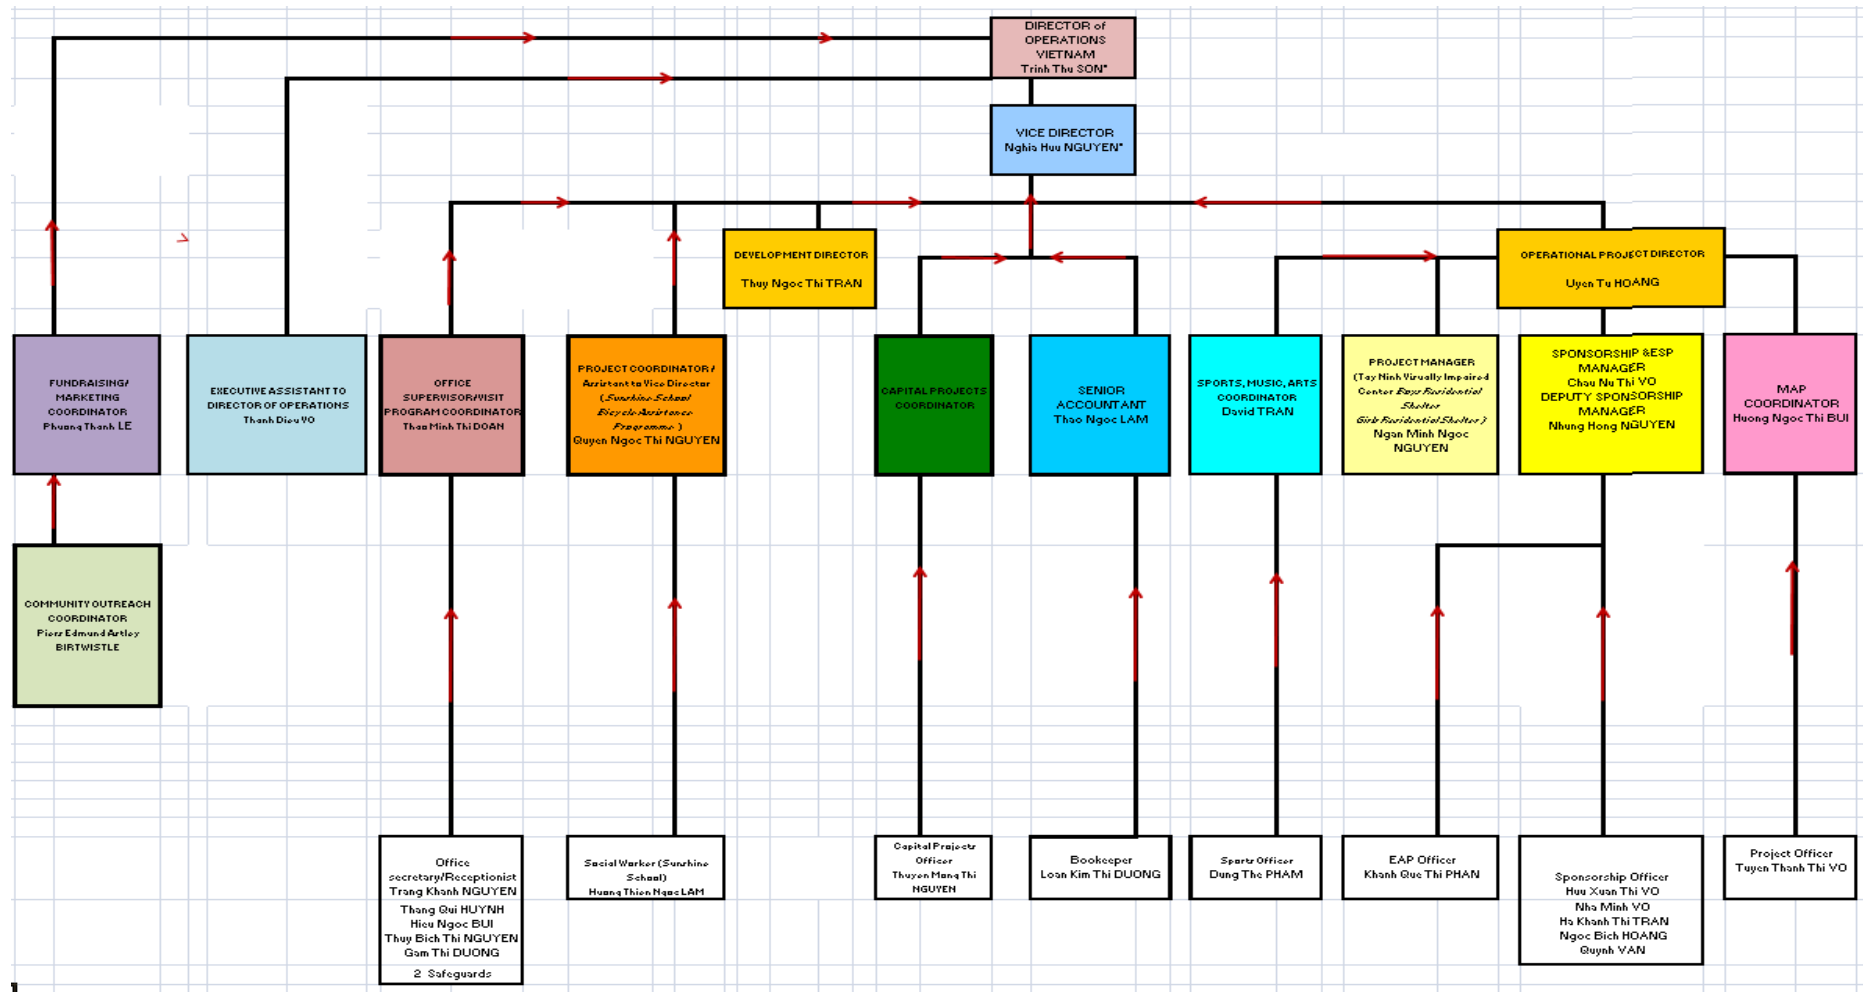 DIRECTOR of
OPERATIONS
VIETNAM
Trinh Thu SON*
VICE DIRECTOR
Nghia Huu NGUYEN*
DEVELOPMENT DIRECTOR
Thuy Ngoc Thi TRAN
OPERATIONAL PROJECT DIRECTOR
Uyen Tu HOANG
FUNDRAISING/
MARKETING
COORDINATOR
Phuong Thanh LE
EXECUTIVE ASSISTANT TO
DIRECTOR OF OPERATIONS
Thanh Dieu VO
OFFICE
SUPERVISOR/VISIT
PROGRAM COORDINATOR
Thao Minh Thi DOAN
PROJECT COORDINATOR /
Assistant to Vice Director
(Sunshine School
Bicycle Assistance
Programme )
Quyen Ngoc Thi NGUYEN
CAPITAL PROJECTS
COORDINATOR
SENIOR
ACCOUNTANT
Thao Ngoc LAM
SPORTS, MUSIC, ARTS
COORDINATOR
David TRAN
PROJECT MANAGER
(Tay Ninh Visually Impaired
Center Boys Residential
Shelter
Girls Residential Shelter)
Ngan Minh Ngoc
NGUYEN
SPONSORSHIP &ESP
MANAGER
Chau Nu Thi VO
DEPUTY SPONSORSHIP
MANAGER
Nhung Hong NGUYEN
MAP
COORDINATOR
Huong Ngoc Thi BUI
COMMUNITY OUTREACH
COORDINATOR
Piers Edmund Astley
BIRTWISTLE
Office
secretary/Receptionist
Trang Khanh NGUYEN
Thang Qui HUYNH
Hieu Ngoc BUI
Thuy Bich Thi NGUYEN
Gam Thi DUONG
2 Safeguards
Social Worker (Sunshine
School)
Huong Thien Ngoc LAM
Capital Projects
Officer
Thuyen Mong Thi
NGUYEN
Bookeeper
Loan Kim Thi DUONG
Sports Officer
Dung The PHAM
EAP Officer
Khanh Que Thi PHAN
Sponsorship Officer
Huu Xuan Thi VO
Nha Minh VO
Ha Khanh Thi TRAN
Ngoc Bich HOANG
Quynh VAN
Project Officer
Tuyen Thanh Thi VO